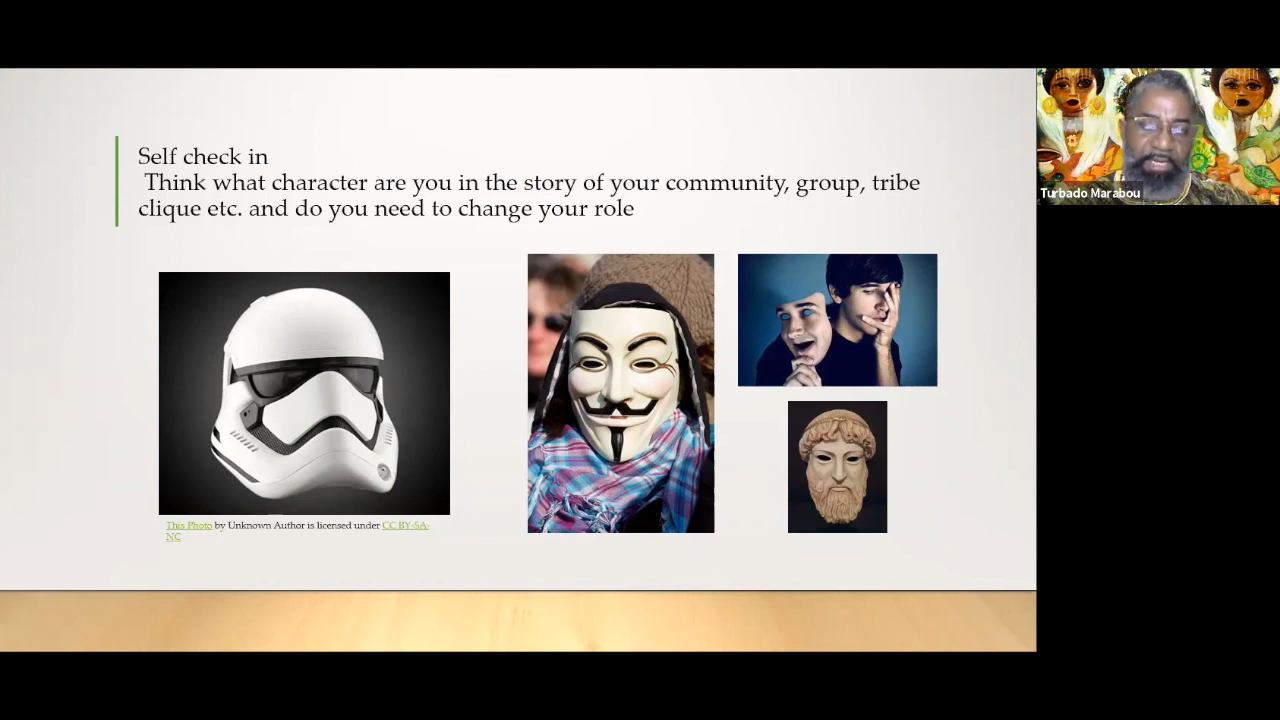 Self check in
Think what character are you in the story of your community, group, tribe
clique etc. and do you need to change your role
This Photo by Unknown Author is licensed under CC BY-SA-
NC
Turbado Marabou